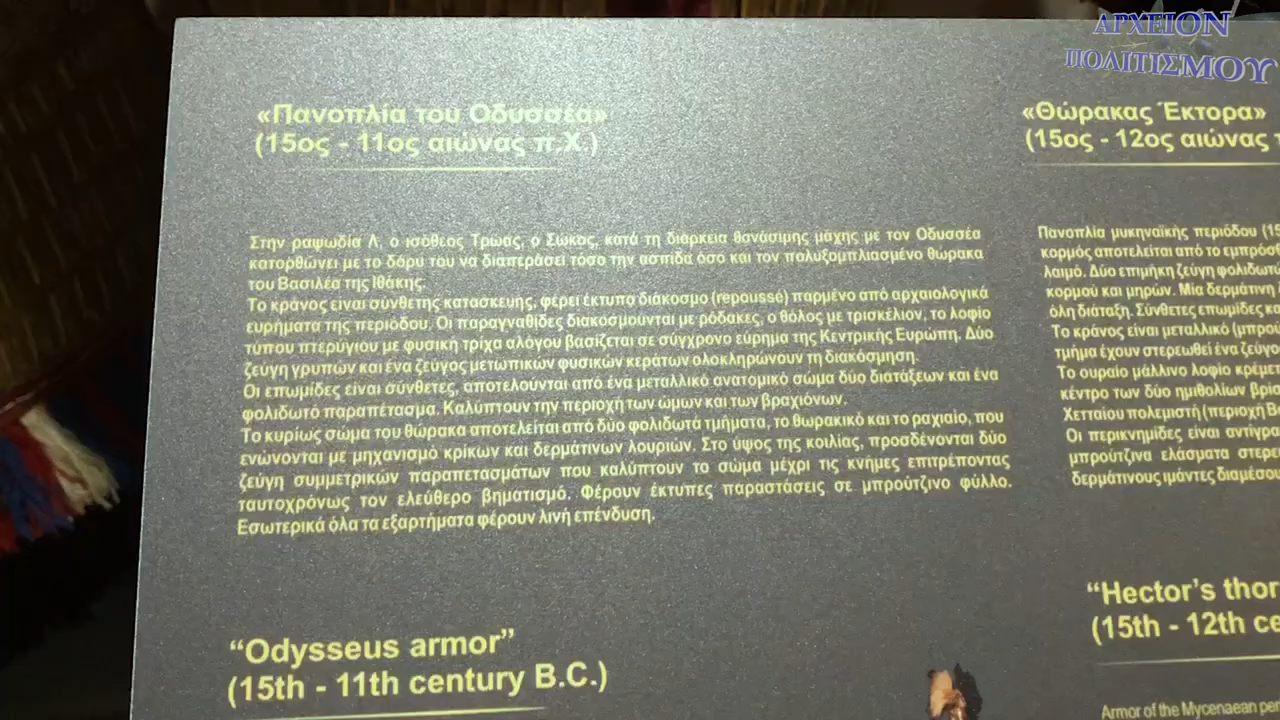 ΑΡΧΕΙΟΝ
ΠΟΛΙΤΙΣΜΟΥ
«Πανοπλία του Οδυσσέα»
(15ος - 11ος αιώνας π.Χ.)
Στην ραψωδία Λ, ο ισόθεος Τρώας, ο Σώκος, κατά τη διάρκεια θανάσιμης μάχης με τον Οδυσσέα
κατορθώνει με το δόρυ του να διαπεράσει τόσο την ασπίδα όσο και τον πολυξομπλιασμένο θώρακα
του Βασιλέα της Ιθάκης.
Το κράνος είναι σύνθετης κατασκευής, φέρει έκτυπο διάκοσμο (repousse) παρμένο από αρχαιολογικά
ευρήματα της περιόδου. Οι παραγναθίδες διακοσμούνται με ρόδακες, ο θόλος με τρισκέλιον, το λοφίο
τύπου πτερύγιου με φυσική τρίχα αλόγου βασίζεται σε σύγχρονο εύρημα της Κεντρικής Ευρώπη. Δύο
ζεύγη γρυπών και ένα ζεύγος μετωπικών φυσικών κεράτων ολοκληρώνουν τη διακόσμηση.
Οι επωμίδες είναι σύνθετες, αποτελούνται από ένα μεταλλικό ανατομικό σώμα δύο διατάξεων και ένα
φολιδωτό παραπέτασμα. Καλύπτουν την περιοχή των ώμων και των βραχιόνων.
Το κυρίως σώμα του θώρακα αποτελείται από δύο φολιδωτά τμήματα, το θωρακικό και το ραχιαίο, που
ενώνονται με μηχανισμό κρίκων και δερμάτινων λουριών. Στο ύψος της κοιλίας, προσδένονται δύο
ζεύγη συμμετρικών παραπετασμάτων που καλύπτουν το σώμα μέχρι τις κνήμες επιτρέποντας
ταυτοχρόνως τον ελεύθερο βηματισμό. Φέρουν έκτυπες παραστάσεις σε μπρούτζινο φύλλο.
Εσωτερικά όλα τα εξαρτήματα φέρουν λινή επένδυση.
“Odysseus armor”
(15th - 11th century B.C.)
«Θώρακας Έκτορα»
(15ος - 12ος αιώνας
Πανοπλία μυκηναϊκής περιόδου (15
κορμός αποτελείται από το εμπρόσ
λαιμό. Δύο επιμήκη ζεύγη φολιδωτώ
κορμού και μηρών. Μία δερμάτινη
όλη διάταξη. Σύνθετες επωμίδες κα
Το κράνος είναι μεταλλικό (μπρου
τμήμα έχουν στερεωθεί ένα ζεύγο
Το ουραίο μάλλινο λοφίο κρέμετ
κέντρο των δύο ημιθολίων βρίσ
Χετταίου πολεμιστή (περιοχή Β
Οι περικνημίδες είναι αντίγρα
μπρούτζινα ελάσματα στερε
δερμάτινους ιμάντες διαμέσου
“Hector’s thor
(15th - 12th ce
Armor of the Mycenaean per